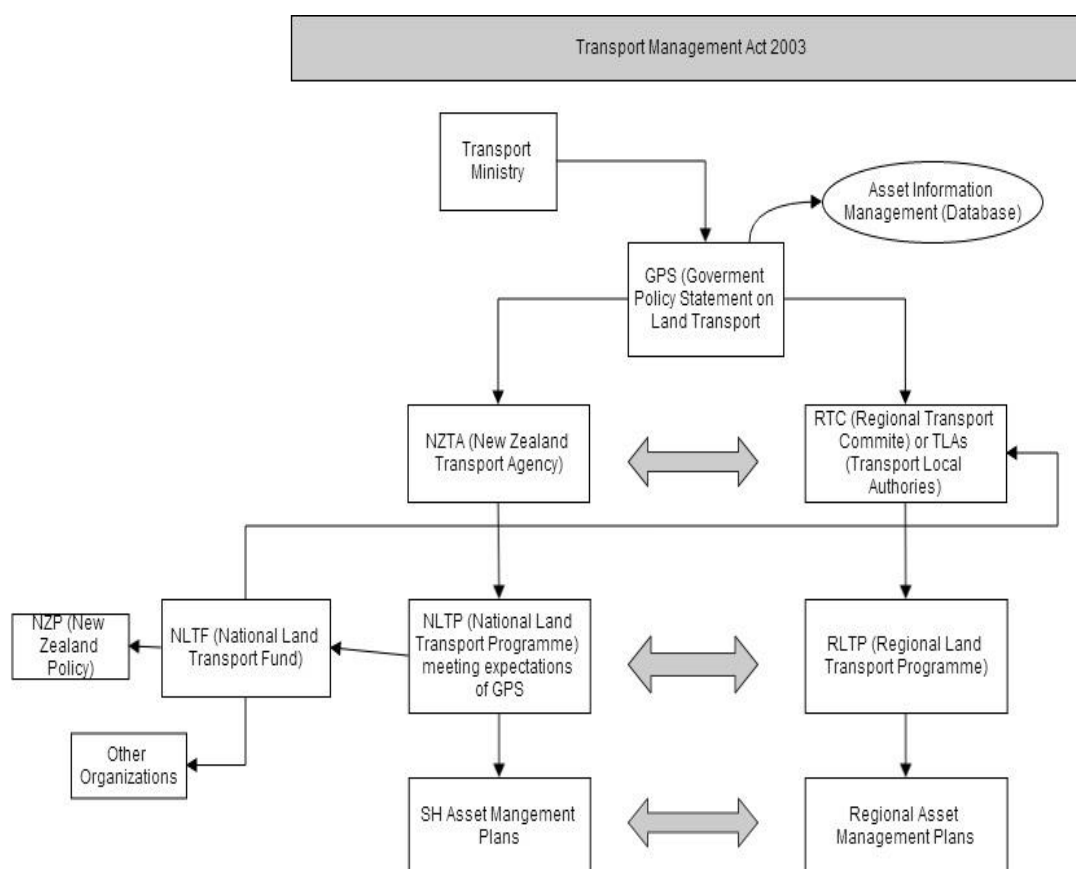 Transport Management Act 2003
Transport
Ministry
Asset Information
Management (Database)
GPS (Goverment
Policy Statement on
Land Transport
NZTA (New Zealand
Transport Agency)
RTC (Regional Transport
Commite) or TLAs
(Transport Local
Authories)
NZP (New
Zealand
Policy)
NLTF (National Land
Transport Fund)
NLTP (National Land
Transport Programme)
meeting expectations
of GPS
RLTP (Regional Land
Transport Programme)
Other
Organizations
SH Asset Mangement
Plans
Regional Asset
Management Plans